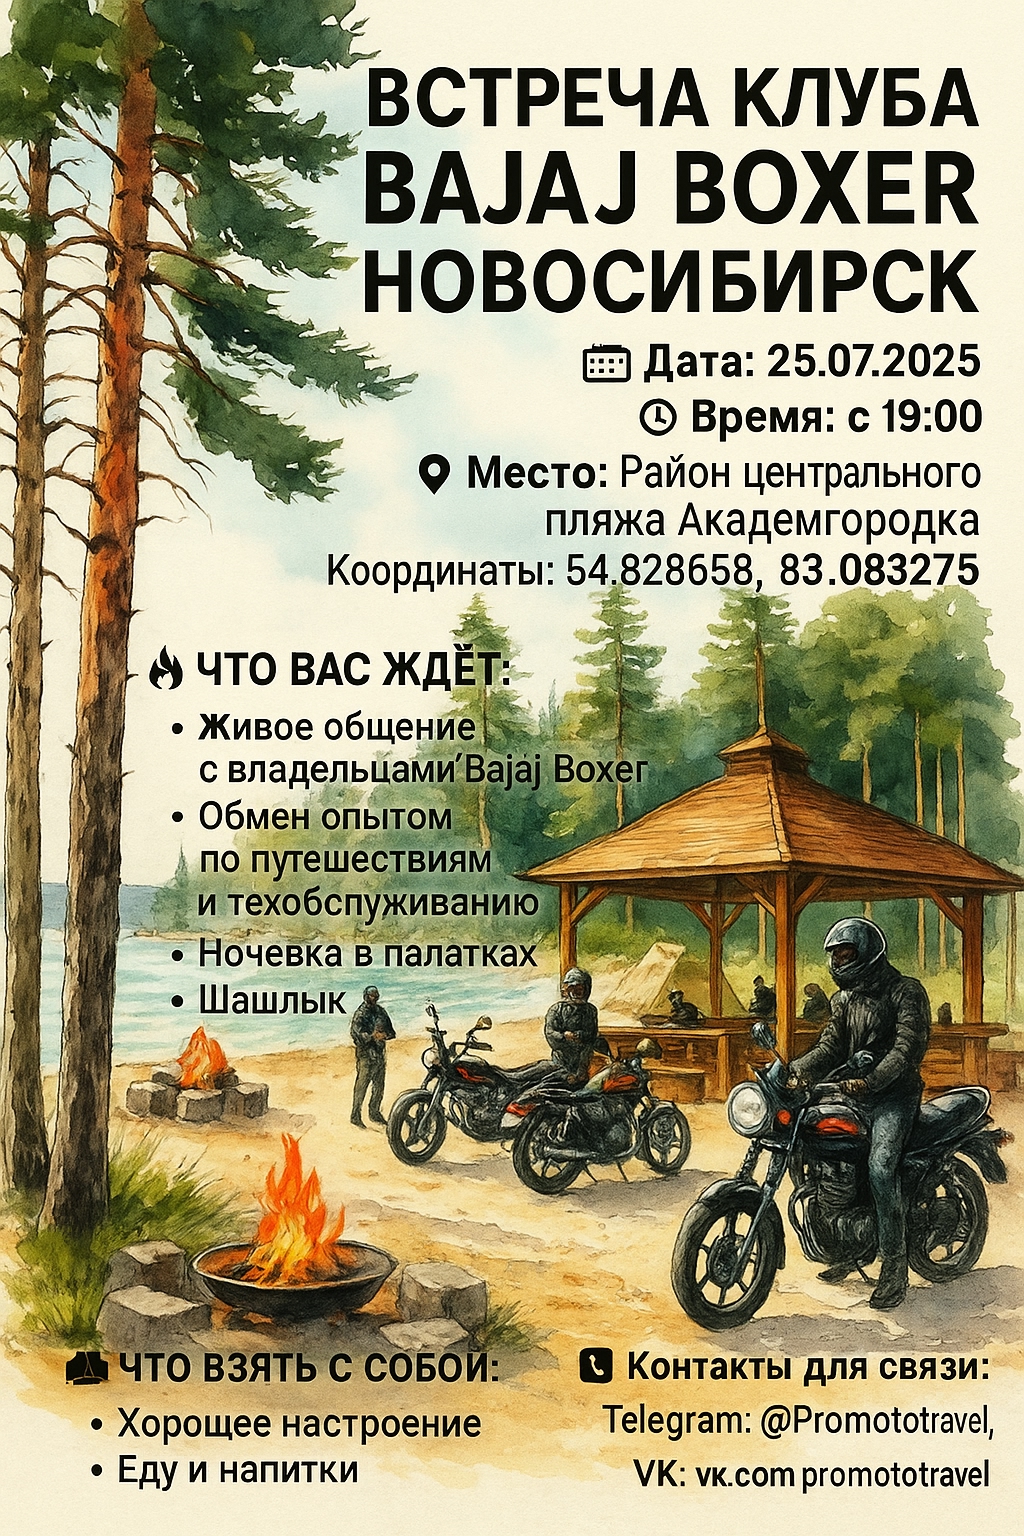 ВСТРЕЧА КЛУБА
BAJAJ BOXER
НОВОСИБИРСК
Дата: 25.07.2025
Время: с 19:00
Место: Район центрального
пляжа Академгородка
Координаты: 54.828658, 83.083275
ЧТО ВАС ЖДЁТ:
• Живое общение
с владельцами'Bajaj Boxer
• Обмен опытом
по путешествиям
и техобспуживанию
• Ночевка в палатках
• Шашлык
ЧТО ВЗЯТЬ С СОБОЙ:
• Хорощее настроение
• Еду и напитки
Контакты для связи:
Telegram: @Promototravel,
VK: vк.com promototravel